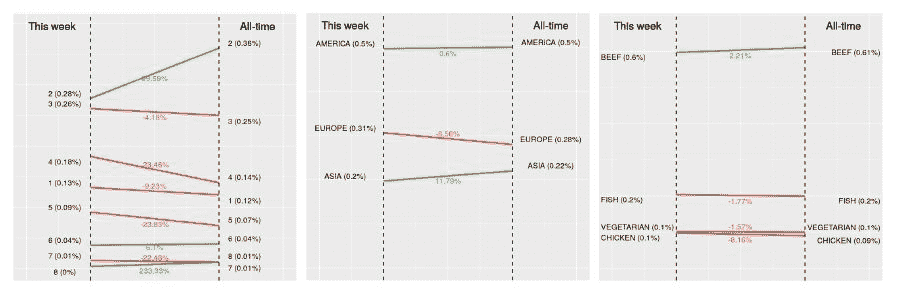 This week All-time
2 (0.38%)
2 (0.28%)
3 (0.26%)
-4.18%
3 (0.25%)
4 (0.18%)
-23.46%
4 (0.14%)
1 (0.13%)
-9.23%
1 (0.12%)
5 (0.09%)
-23.83%
5 (0.07%)
6 (0.04%)
6.1%
6 (0.04%)
7 (0.01%)
-22.49%
8 (0.01%)
8 (0%)
233.33%
7 (0.01%)
This week All-time
AMERICA (0.5%)
0.6%
AMERICA (0.5%)
EUROPE (0.31%)
EUROPE (0.28%)
ASIA (0.2%)
11.79%
ASIA (0.22%)
This week All-time
BEEF (0.6%)
2.21%
BEEF (0.61%)
FISH (0.2%)
-1.77%
FISH (0.2%)
VEGETARIAN (0.1%)
-1.57%
VEGETARIAN (0.1%)
CHICKEN (0.1%)
-8.16%
CHICKEN (0.09%)